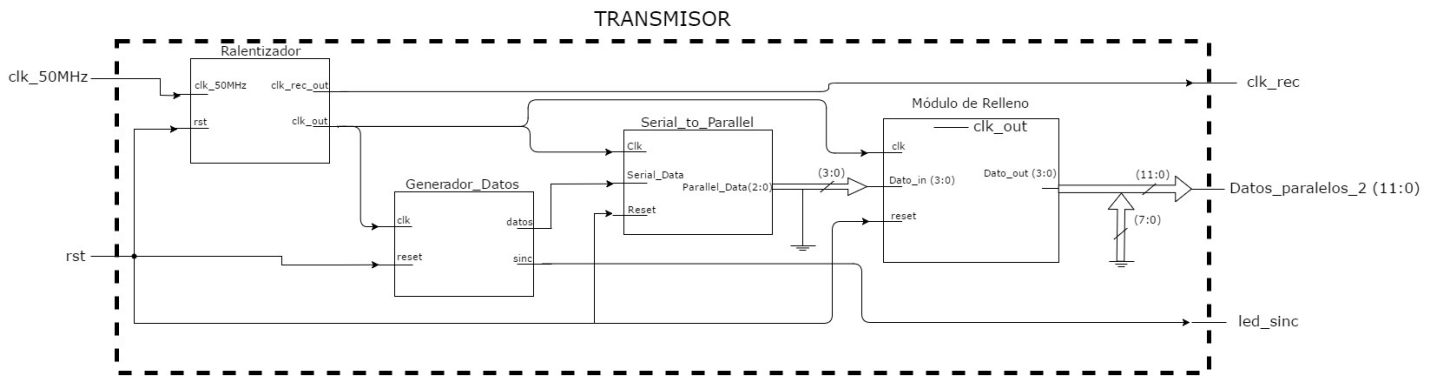 TRANSMISOR
Ralentizador
clk_50MHz
clk_50MHz
clk_rec_out
clk_rec
rst
clk_out
Módulo de Relleno
clk_out
Serial_to_Parallel
Clk
clk
Serial_Data
Parallel_Data(2:0)
(3:0)
Dato_in (3:0)
Dato_out (3:0)
(11:0)
Datos_paralelos_2 (11:0)
Generador_Datos
Reset
reset
(7:0)
clk
datos
rst
reset
sinc
led_sinc